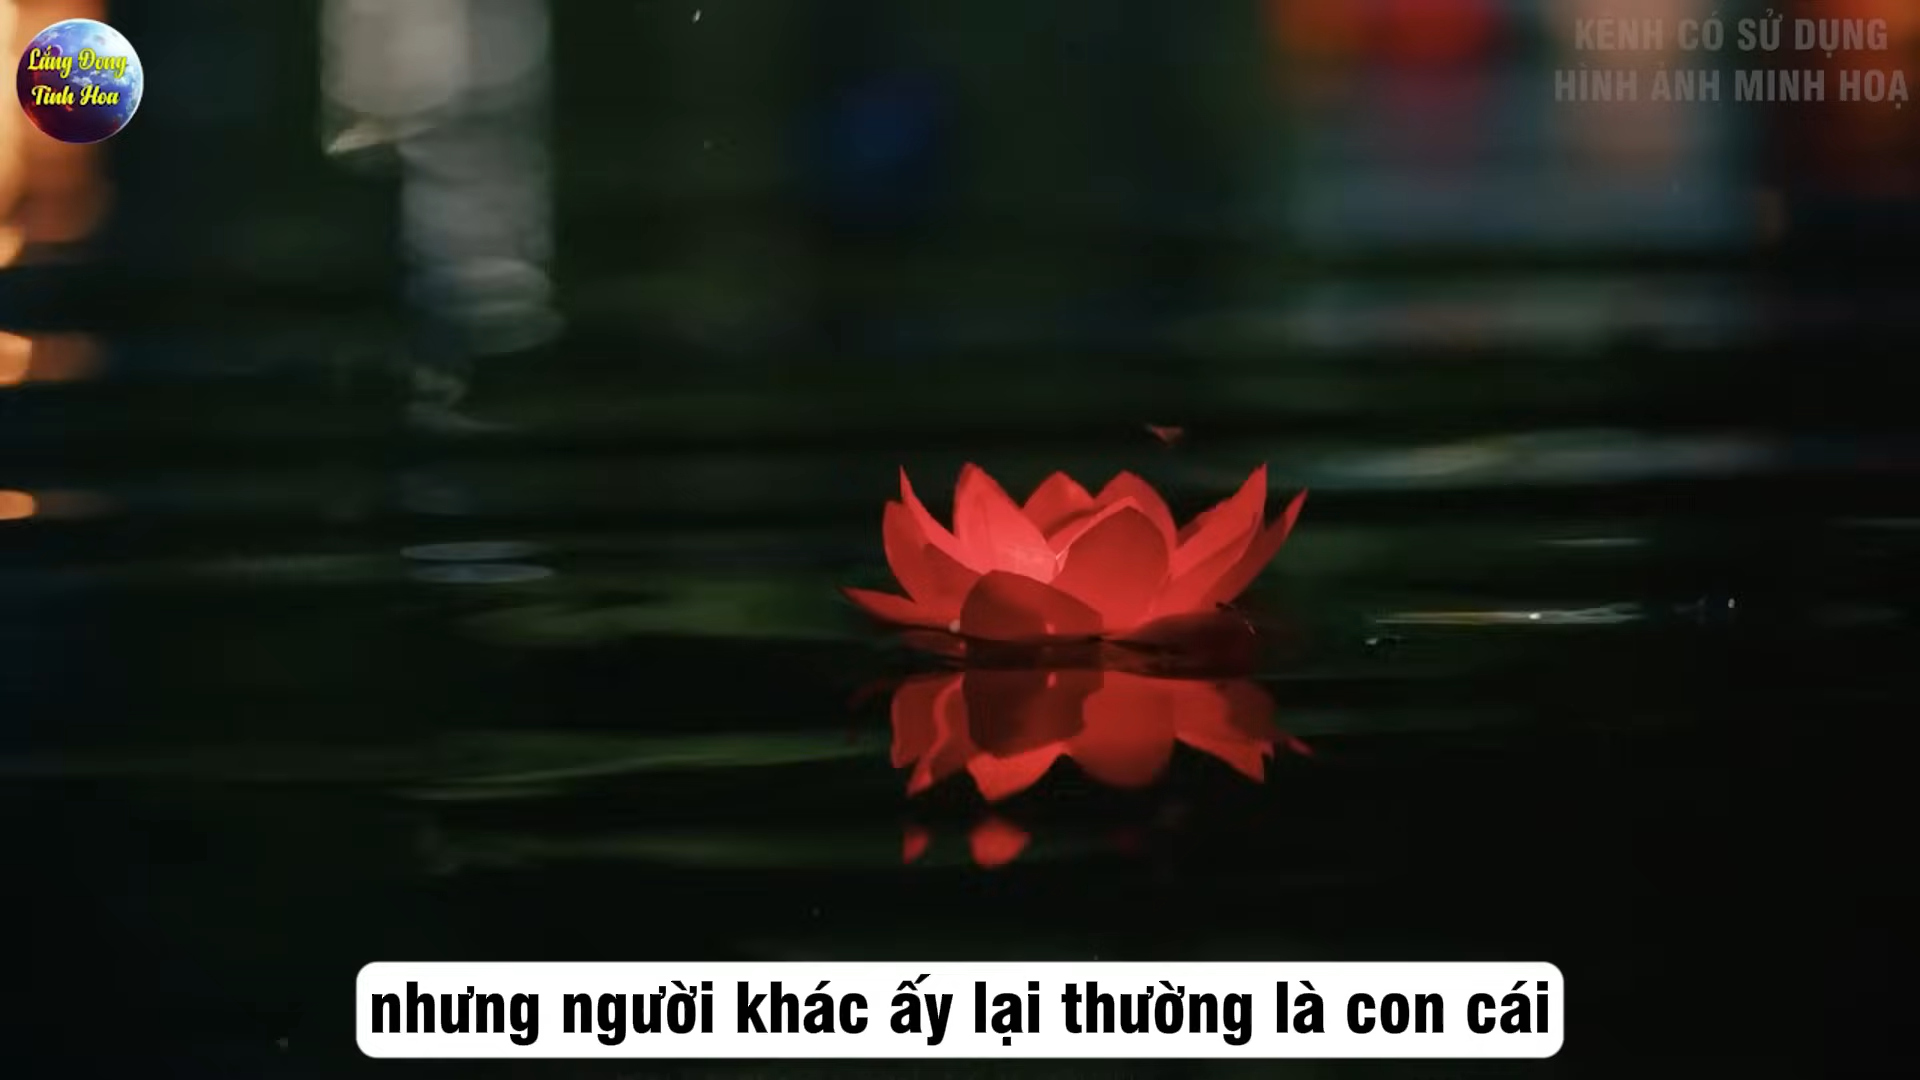 Lắng Đọng
Tinh Hoa
KÊNH CÓ SỬ DỤNG
HÌNH ẢNH MINH HOẠ
nhưng người khác ấy lại thường là con cái